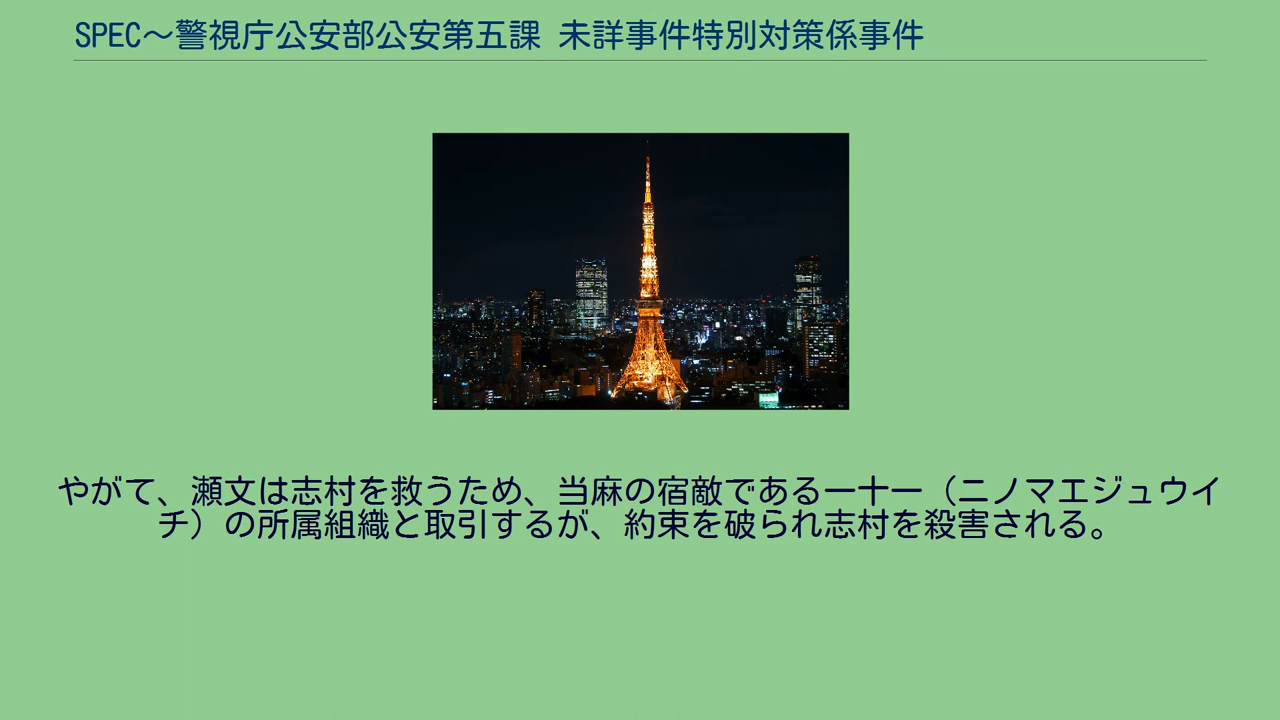 SPEC～警視庁公安部公安第五課 未詳事件特別対策係事件
やがて、瀬文は志村を救うため、当麻の宿敵である一十一（ニノマエジュウイ
チ）の所属組織と取引するが、約束を破られ志村を殺害される。